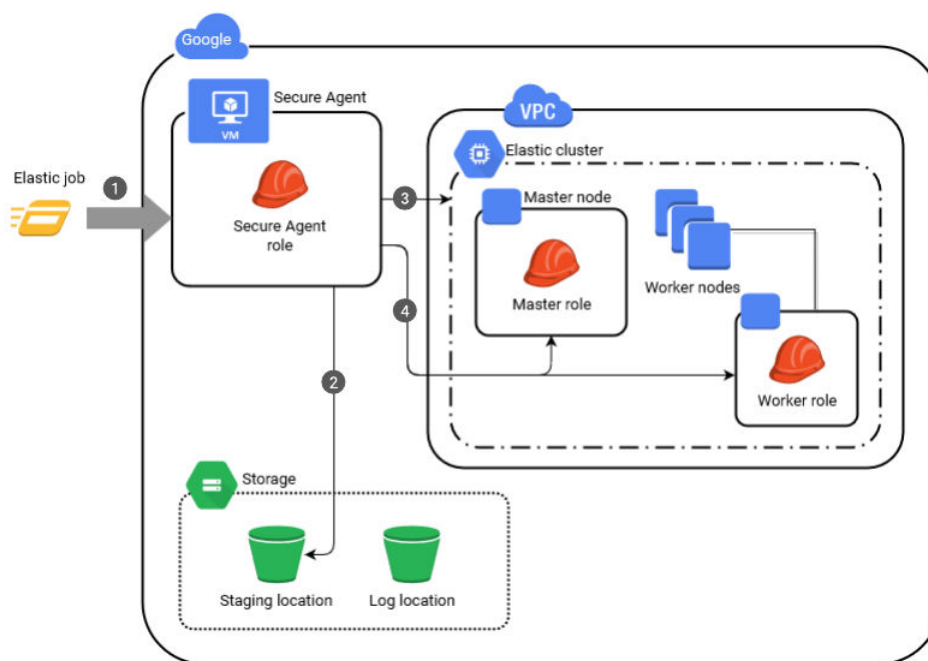 Google
Secure Agent
VM
VPC
Elastic cluster
Elastic job
1
Secure Agent
role
3
Master node
Master role
Worker nodes
4
2
Worker role
Storage
Staging location
Log location